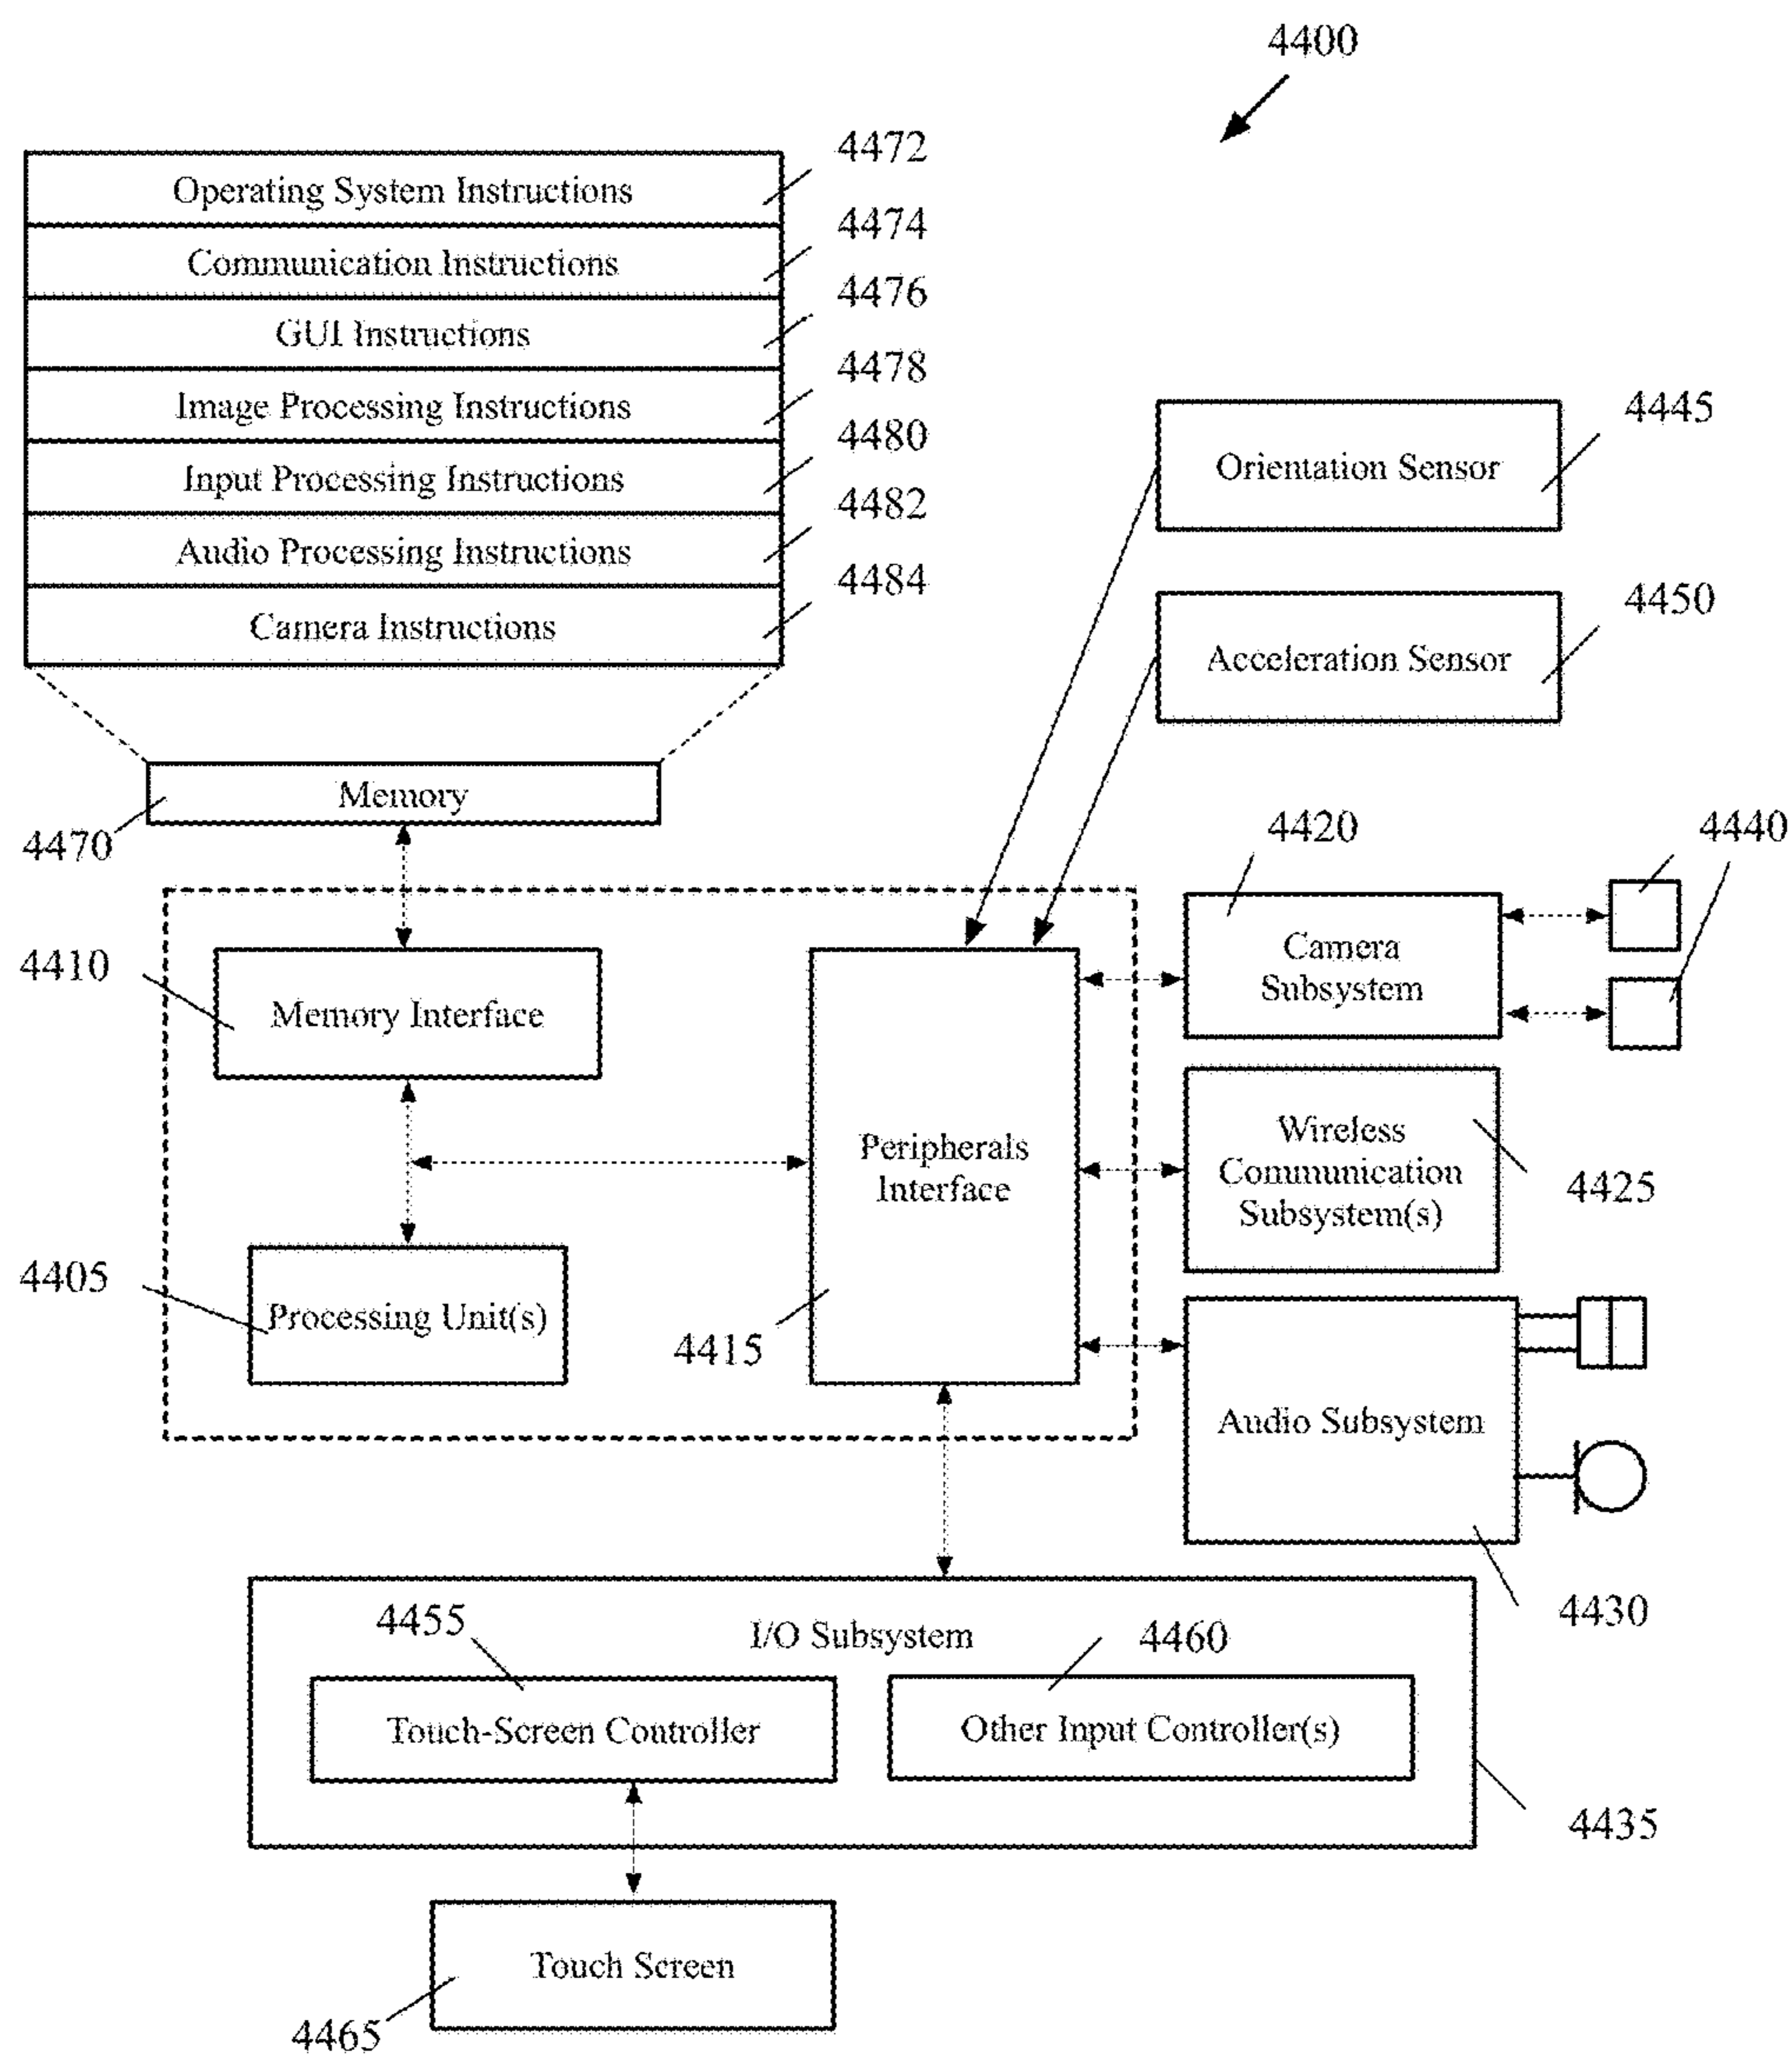 4400
4472
Operating System Instructions
4474
Communication Instructions
4476
GUI Instructions
4478
Image Processing Instructions
4480
Input Processing Instructions
4482
Audio Processing Instructions
4484
Camera Instructions
4445
Orientation Sensor
4450
Acceleration Sensor
Memory
4470
4420
4440
Camera
Subsystem
4410
Memory Interface
Peripherals
Interface
Wireless
Communication
Subsystem(s)
4425
4405
Processing Unit(s)
4415
Audio Subsystem
4430
4455
I/O Subsystem
4460
Touch-Screen Controller
Other Input Controller(s)
4435
Touch Screen
4465